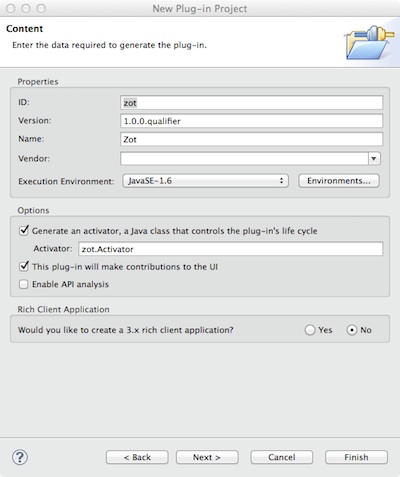 New Plug-in Project
Content
Enter the data required to generate the plug-in.
Properties
ID: zot
Version: 1.0.0.qualifier
Name: Zot
Vendor:
Execution Environment: JavaSE-1.6 Environments...
Options
Generate an activator, a Java class that controls the plug-in's life cycle
Activator: zot.Activator
This plug-in will make contributions to the UI
Enable API analysis
Rich Client Application
Would you like to create a 3.x rich client application? Yes No
? < Back Next > Cancel Finish